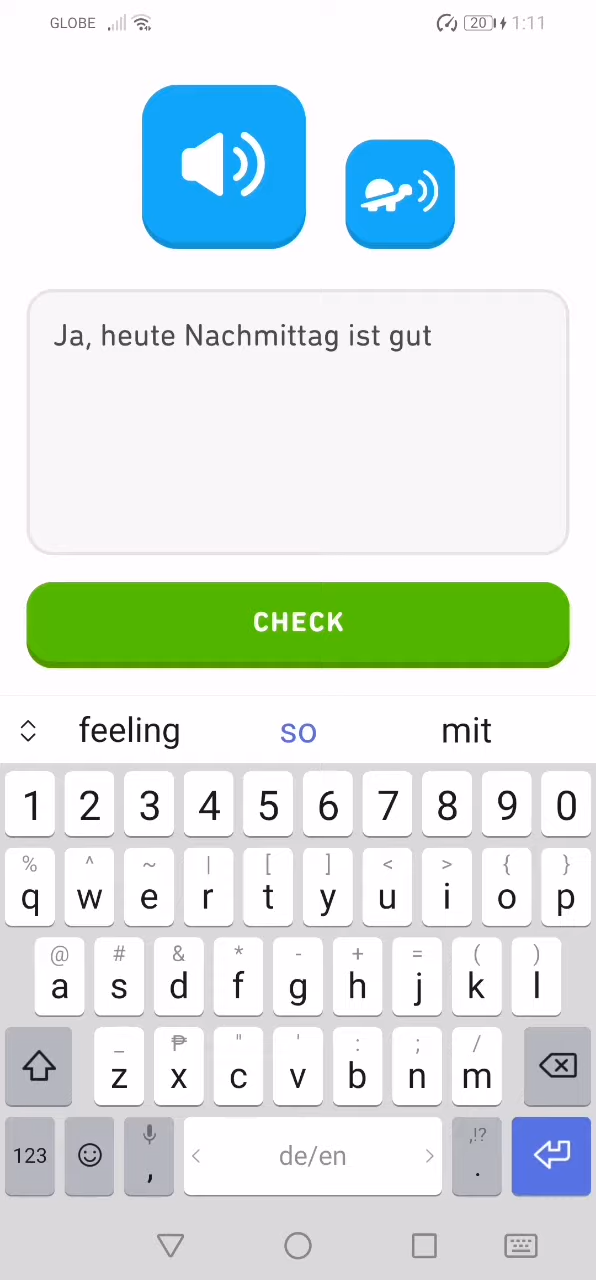 GLOBE 20 1:11
Ja, heute Nachmittag ist gut
CHECK
feeling so mit
1 2 3 4 5 6 7 8 9 0
% ^ ~ | [ ] < > { }
q w e r t y u i o p
@ # & * - + = ( )
a s d f g h j k l
_ ₱ " ' : ; /
z x c v b n m
,!?
123 , < de/en > .